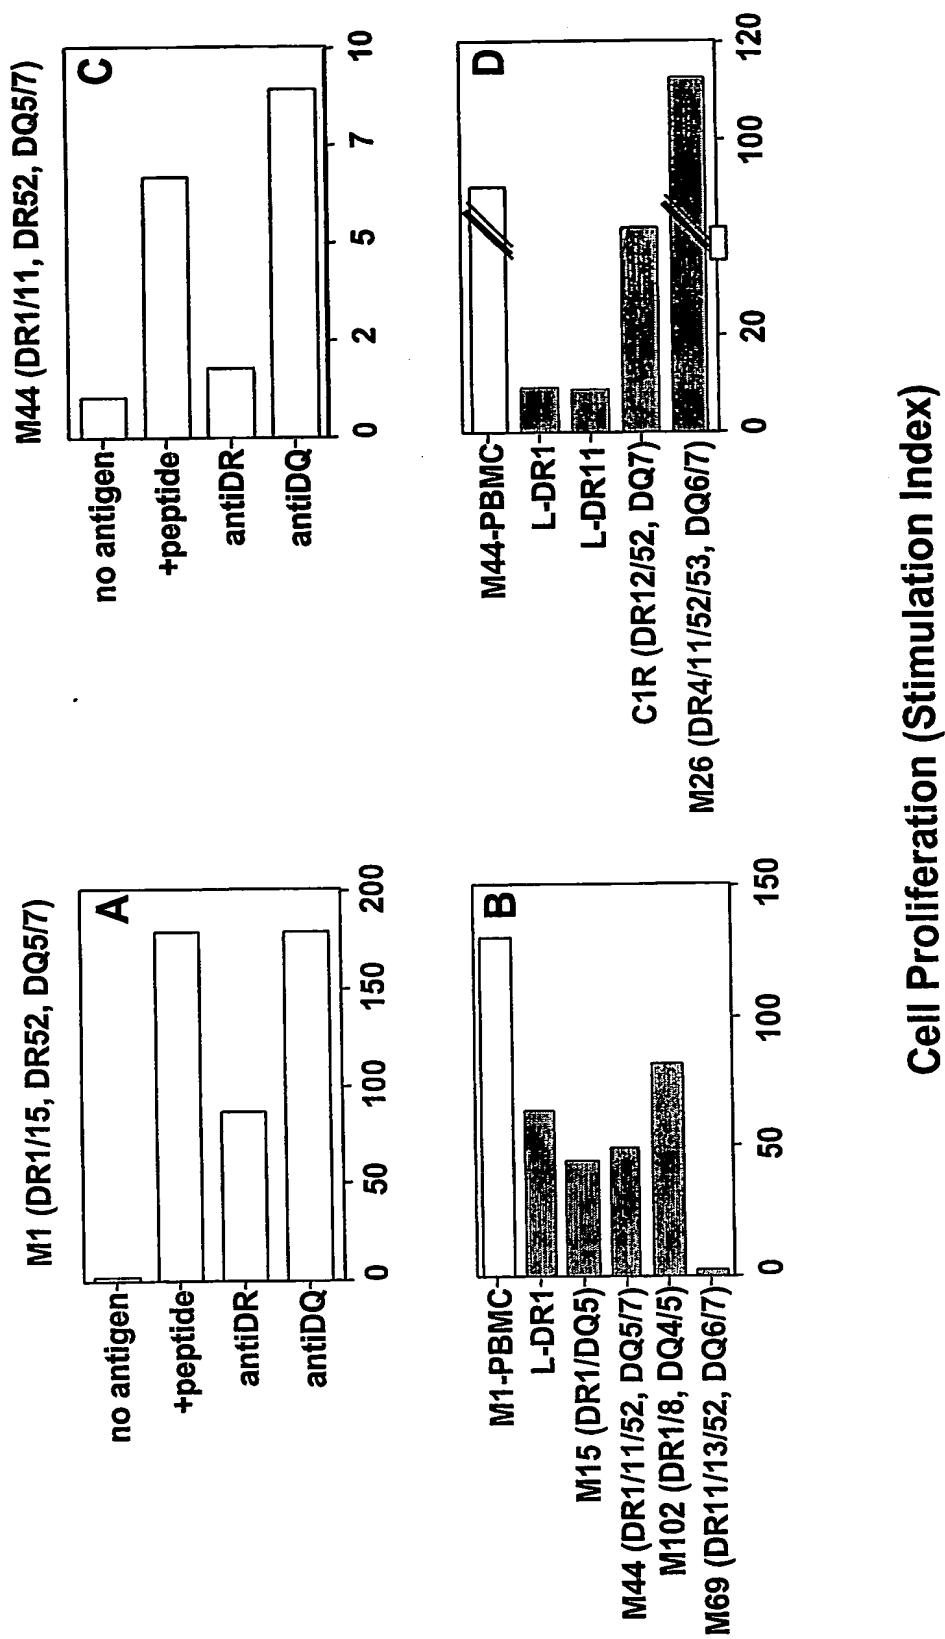 M1 (DR1/15, DR52, DQ5/7)
A
no antigen
+peptide
antiDR
antiDQ
0 50 100 150 200
B
M1-PBMC
L-DR1
M15 (DR1/DQ5)
M44 (DR1/11/52, DQ5/7)
M102 (DR1/8, DQ4/5)
M69 (DR11/13/52, DQ6/7)
0 50 100 150
M44 (DR1/11, DR52, DQ5/7)
C
no antigen
+peptide
antiDR
antiDQ
0 2 5 7 10
D
M44-PBMC
L-DR1
L-DR11
C1R (DR12/52, DQ7)
M26 (DR4/11/52/53, DQ6/7)
0 20 100 120
Cell Proliferation (Stimulation Index)